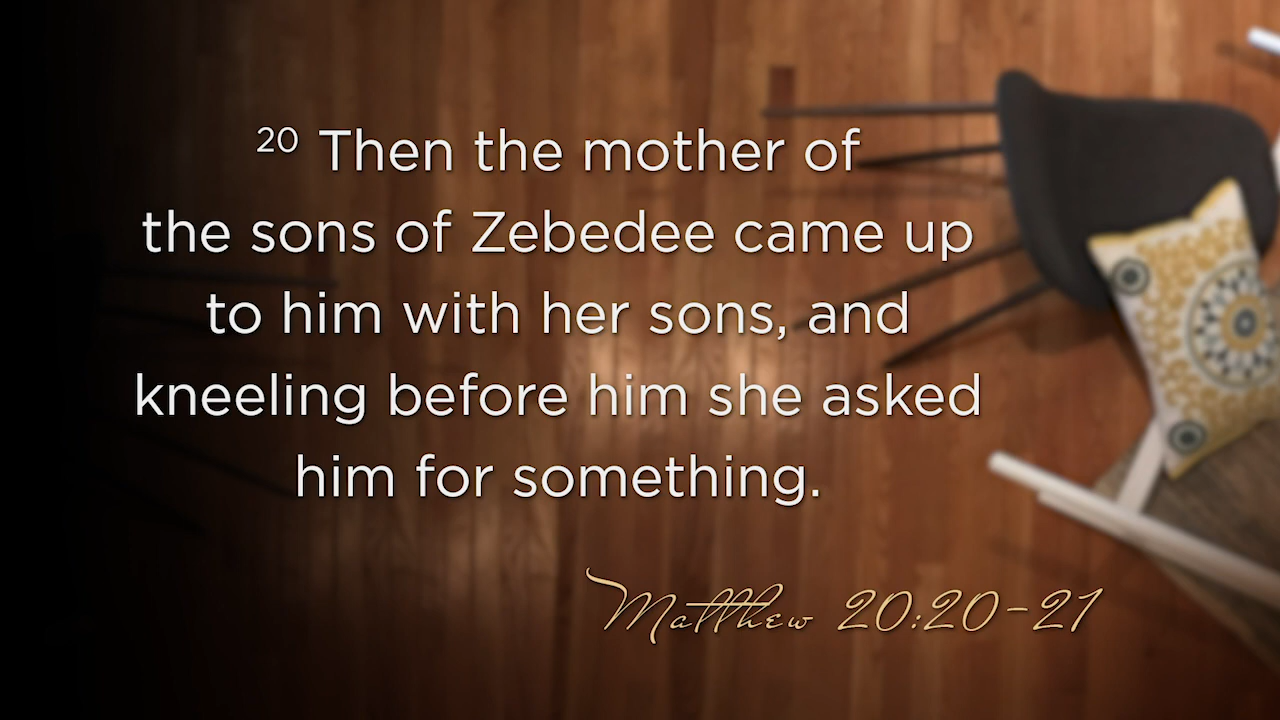 20 Then the mother of
the sons of Zebedee came up
to him with her sons, and
kneeling before him she asked
him for something.
Matthew 20:20-21